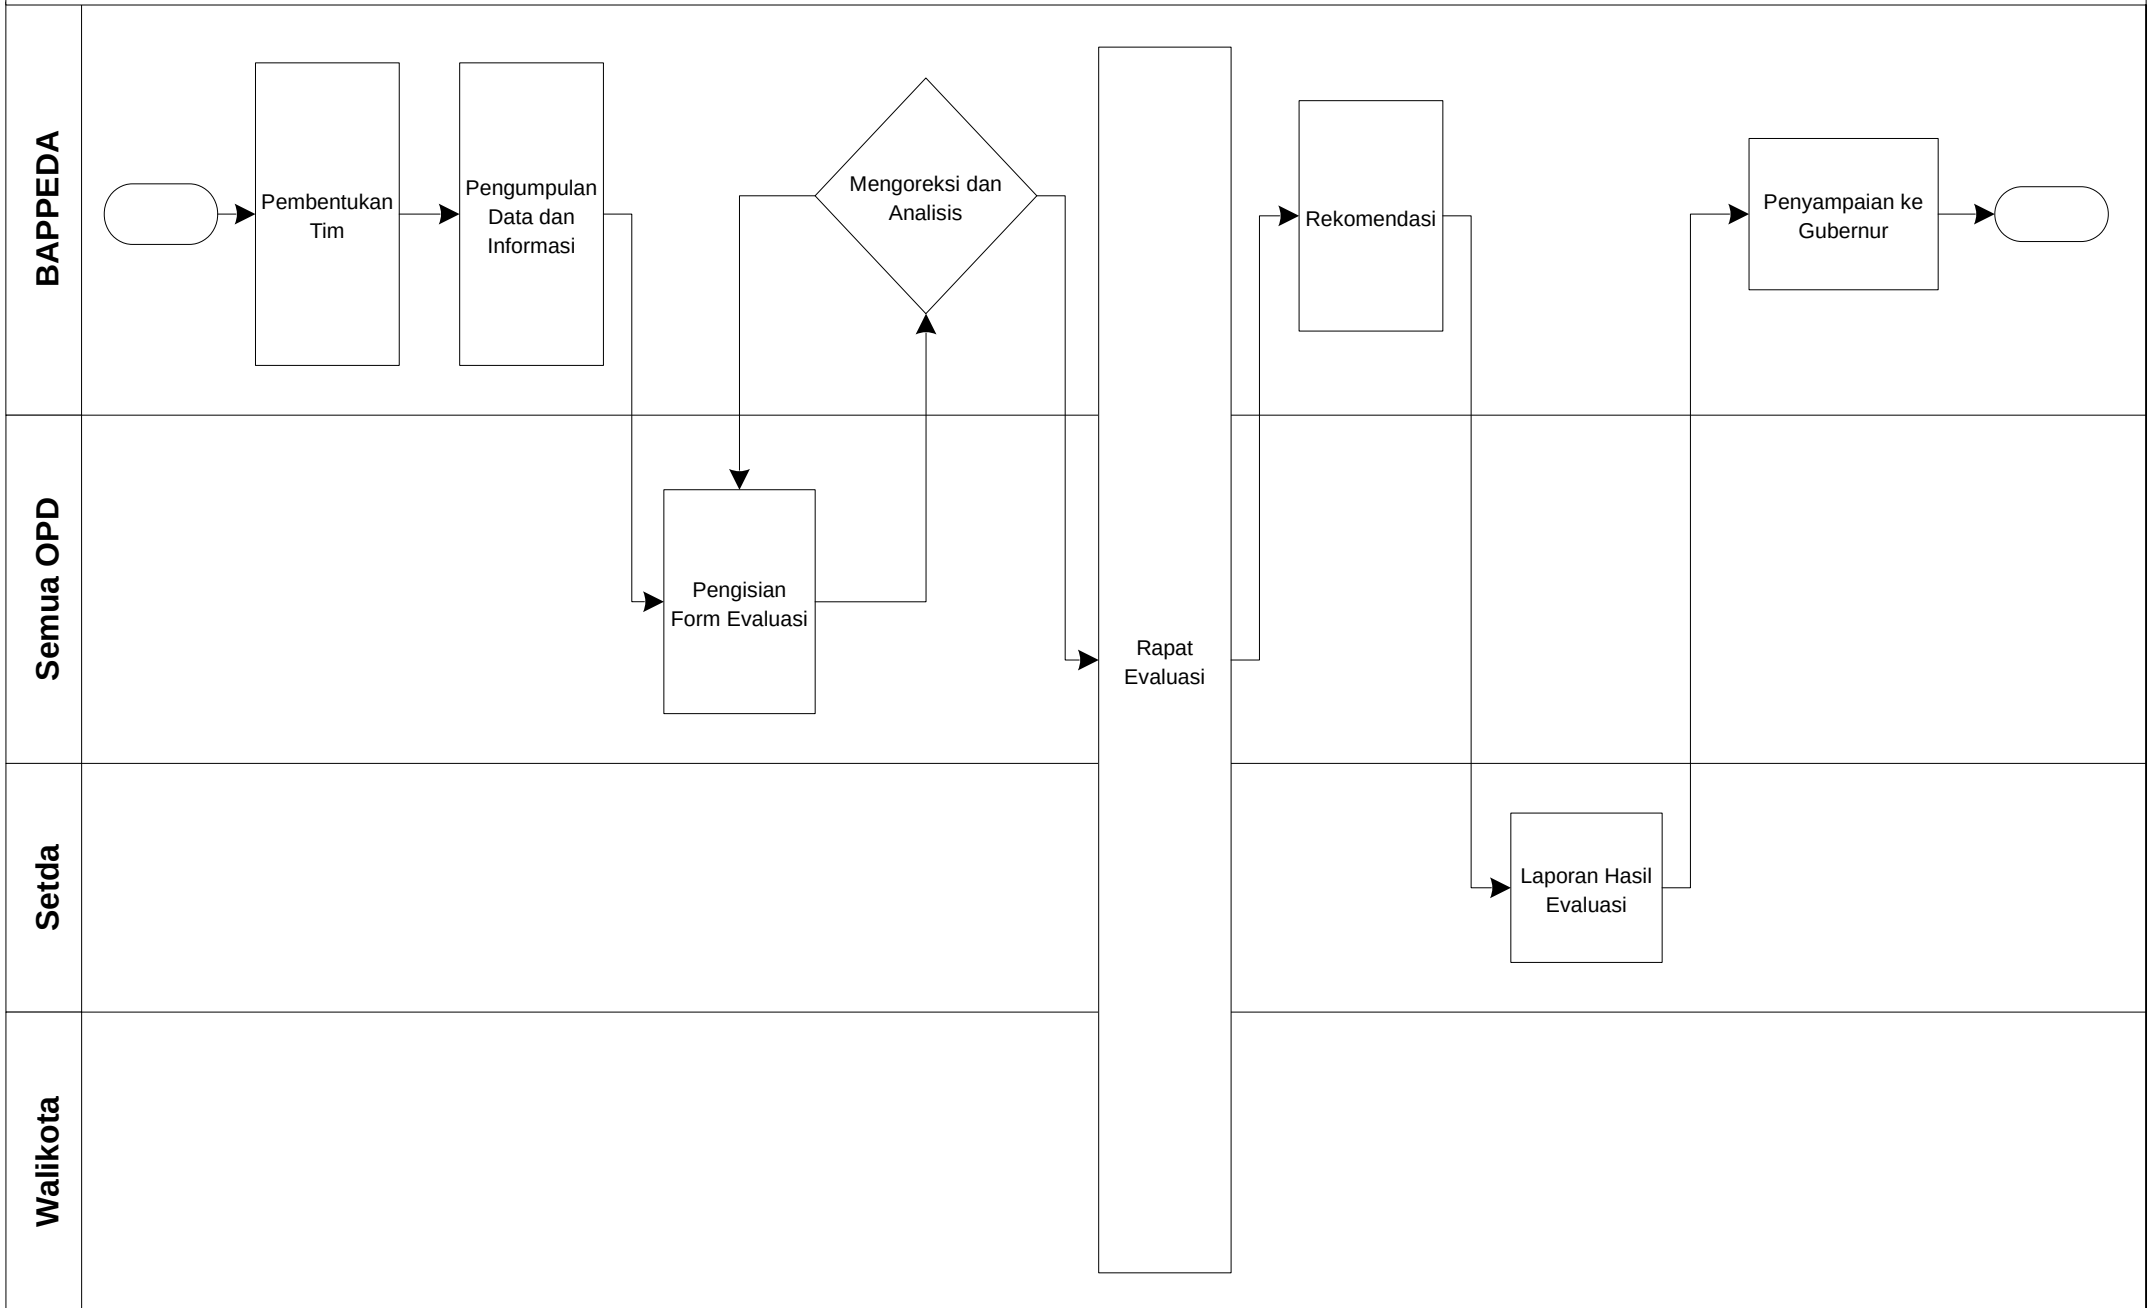 BAPPEDA
Pembentukan
Tim
Pengumpulan
Data dan
Informasi
Mengoreksi dan
Analisis
Rekomendasi
Penyampaian ke
Gubernur
Semua OPD
Pengisian
Form Evaluasi
Rapat
Evaluasi
Setda
Laporan Hasil
Evaluasi
Walikota